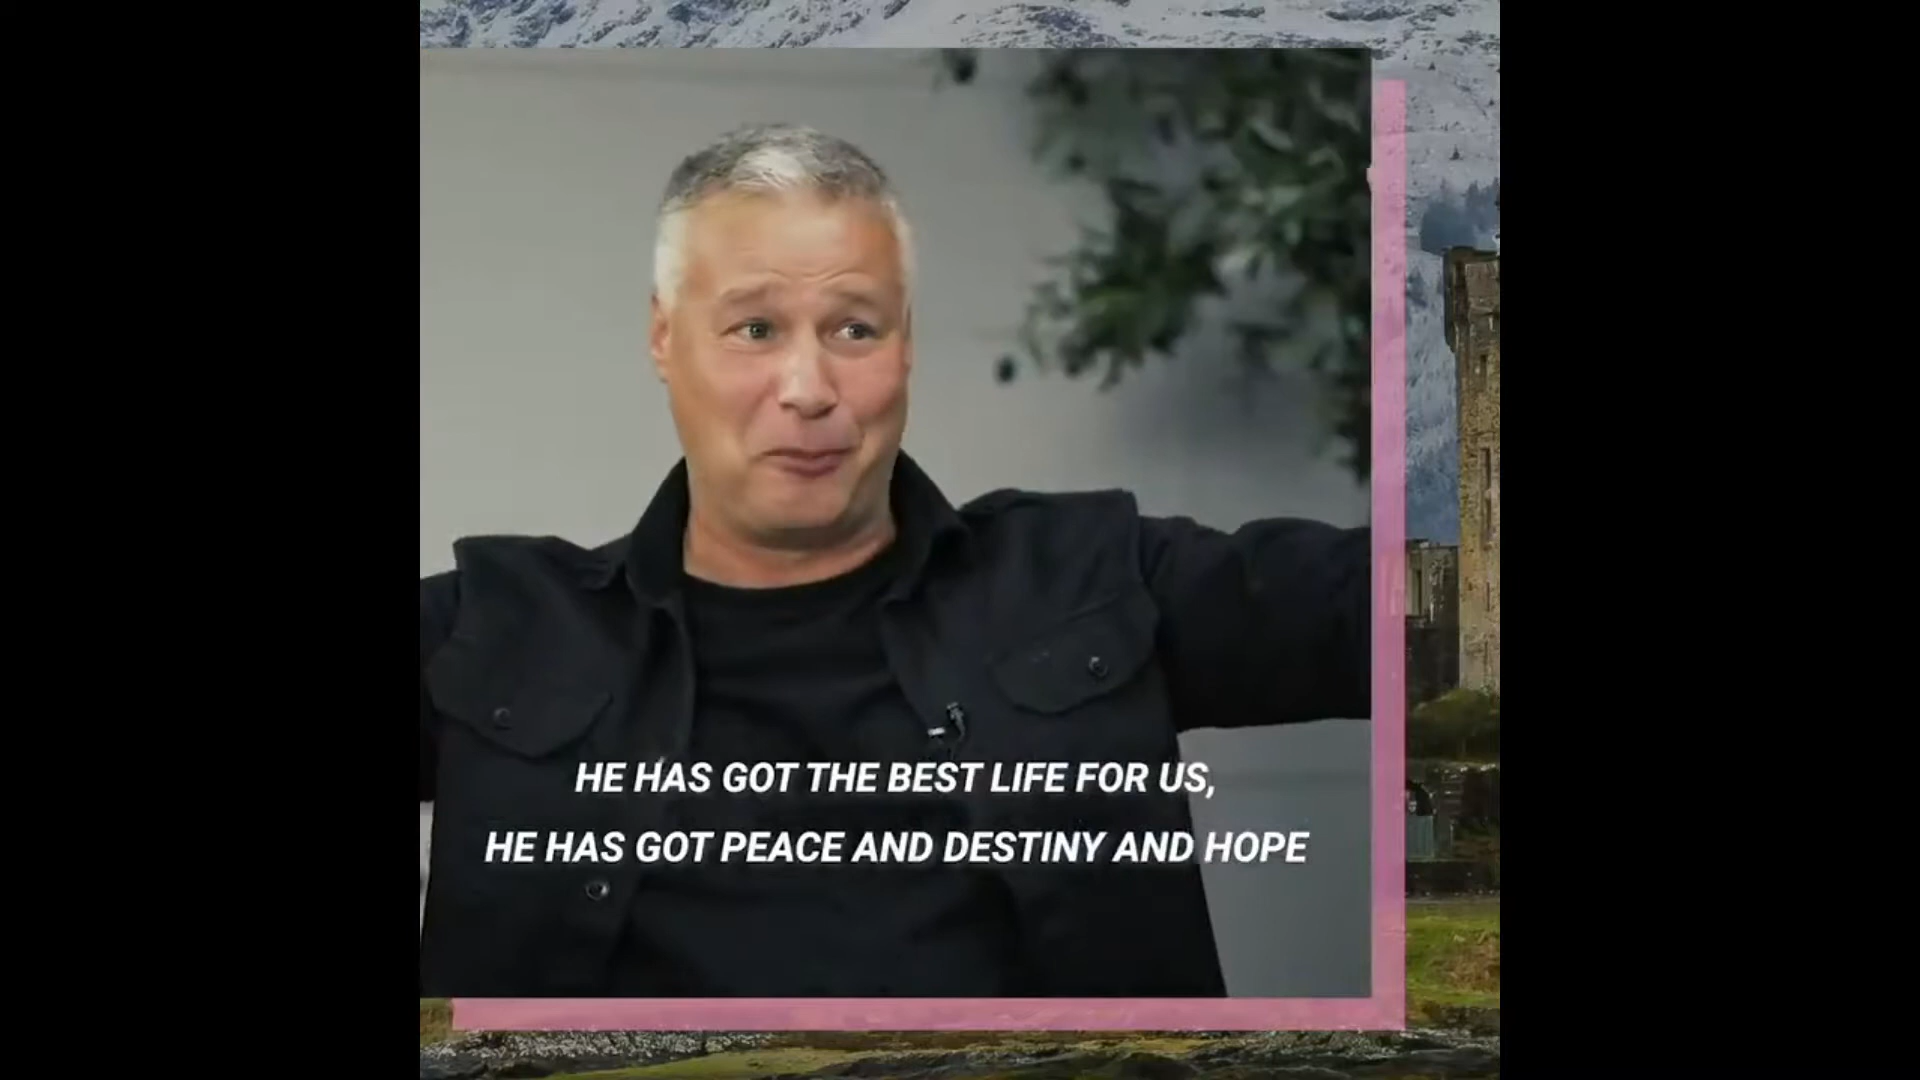 HE HAS GOT THE BEST LIFE FOR US,
HE HAS GOT PEACE AND DESTINY AND HOPE